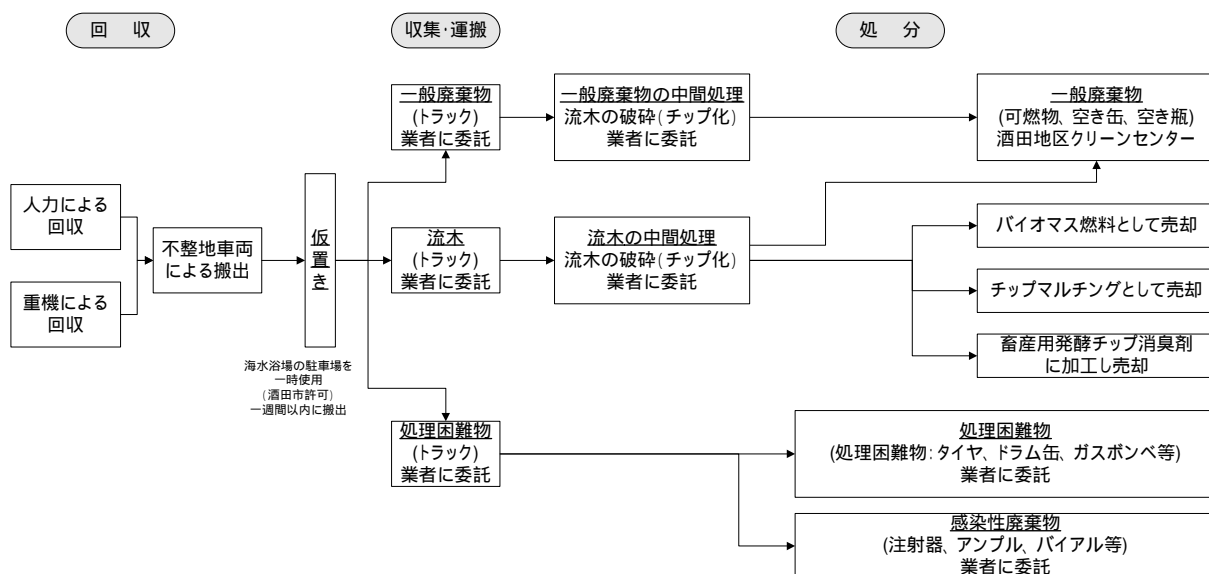 回 収
収集・運搬
処 分
人力による
回収
重機による
回収
不整地車両
による搬出
仮置き
海水浴場の駐車場を
一時使用
(酒田市許可)
一週間以内に搬出
一般廃棄物
(トラック)
業者に委託
流木
(トラック)
業者に委託
処理困難物
(トラック)
業者に委託
一般廃棄物の中間処理
流木の破砕(チップ化)
業者に委託
流木の中間処理
流木の破砕(チップ化)
業者に委託
一般廃棄物
(可燃物、空き缶、空き瓶)
酒田地区クリーンセンター
バイオマス燃料として売却
チップマルチングとして売却
畜産用発酵チップ消臭剤
に加工し売却
処理困難物
(処理困難物:タイヤ、ドラム缶、ガスボンベ等)
業者に委託
感染性廃棄物
(注射器、アンプル、バイアル等)
業者に委託